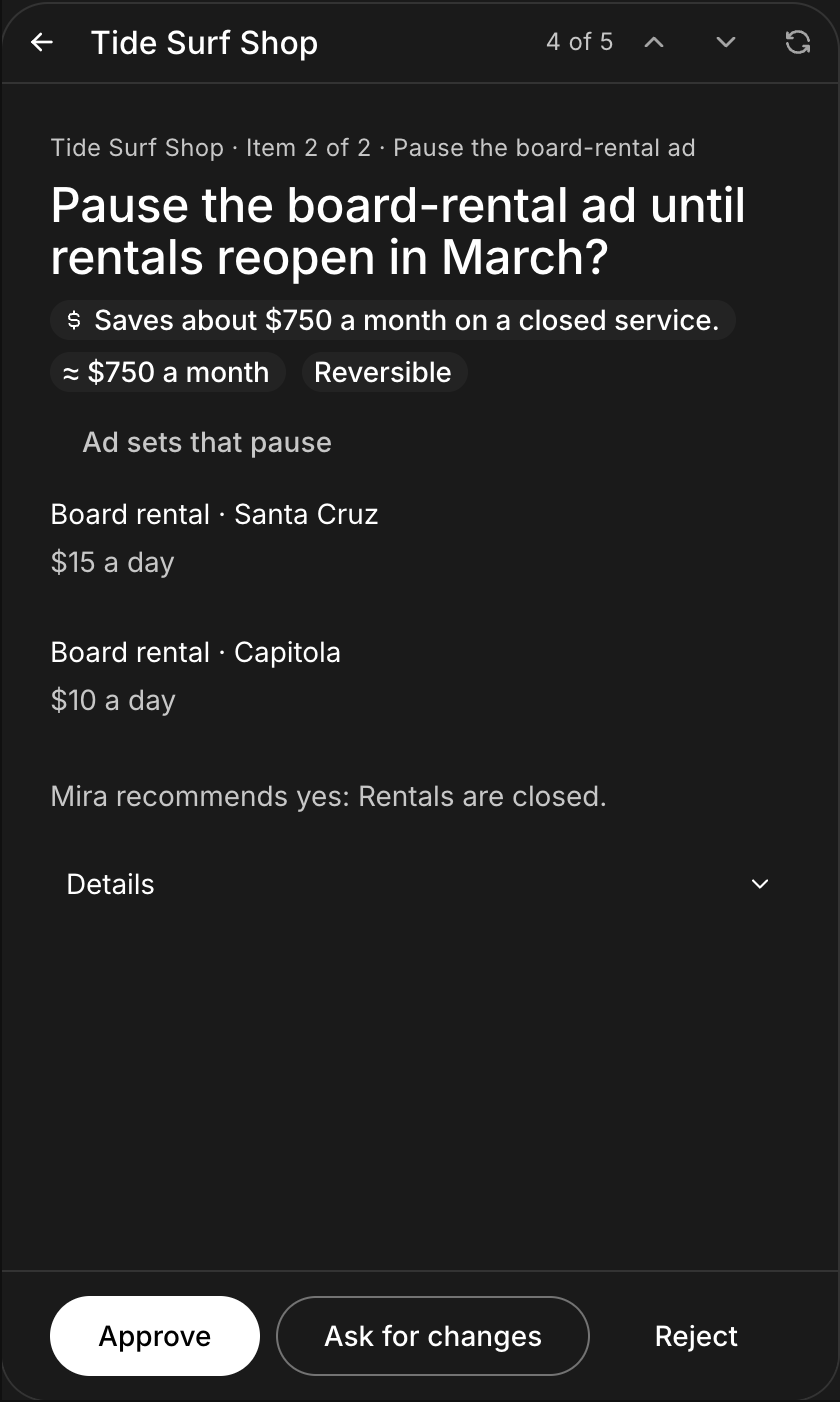 Tide Surf Shop
4 of 5
Tide Surf Shop · Item 2 of 2 · Pause the board-rental ad
Pause the board-rental ad until
rentals reopen in March?
$ Saves about $750 a month on a closed service.
≈ $750 a month
Reversible
Ad sets that pause
Board rental · Santa Cruz
$15 a day
Board rental · Capitola
$10 a day
Mira recommends yes: Rentals are closed.
Details
Approve
Ask for changes
Reject